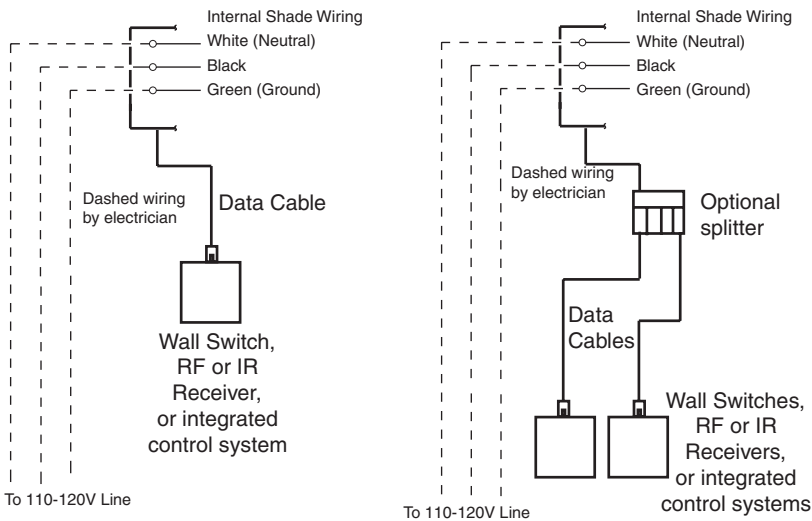 Internal Shade Wiring
White (Neutral)
Black
Green (Ground)
Dashed wiring
by electrician
Data Cable
Wall Switch,
RF or IR
Receiver,
or integrated
control system
To 110-120V Line
Internal Shade Wiring
White (Neutral)
Black
Green (Ground)
Dashed wiring
by electrician
Optional
splitter
Data
Cables
Wall Switches,
RF or IR
Receivers,
or integrated
control systems
To 110-120V Line